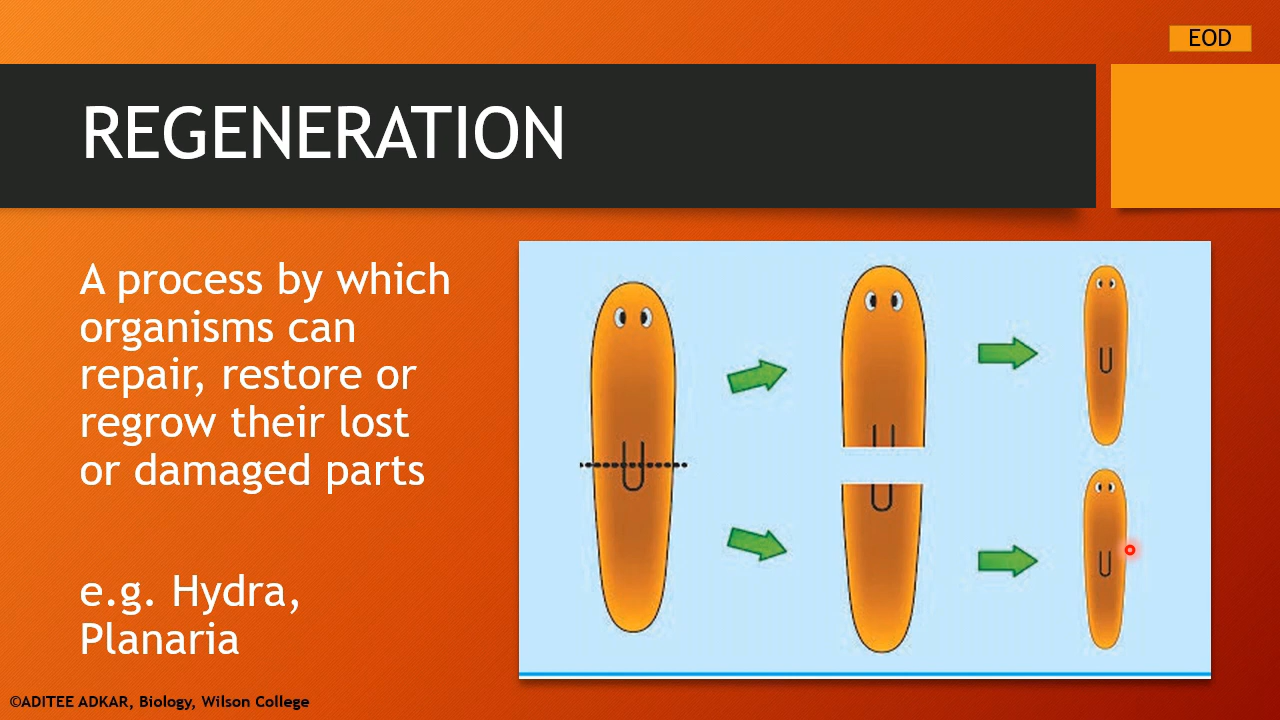 EOD
REGENERATION
A process by which
organisms can
repair, restore or
regrow their lost
or damaged parts
e.g. Hydra,
Planaria
©ADITEE ADKAR, Biology, Wilson College